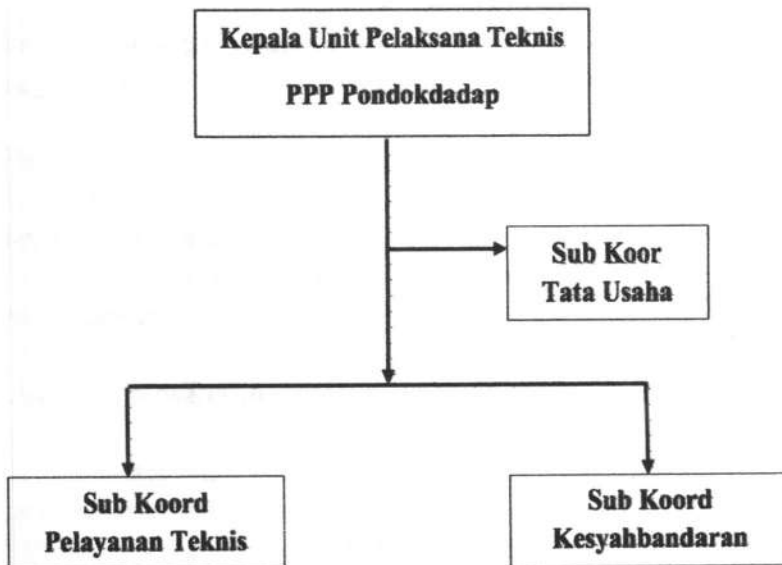 Kepala Unit Pelaksana Teknis
PPP Pondokdadap
Sub Koor
Tata Usaha
Sub Koord
Pelayanan Teknis
Sub Koord
Kesyahbandaran